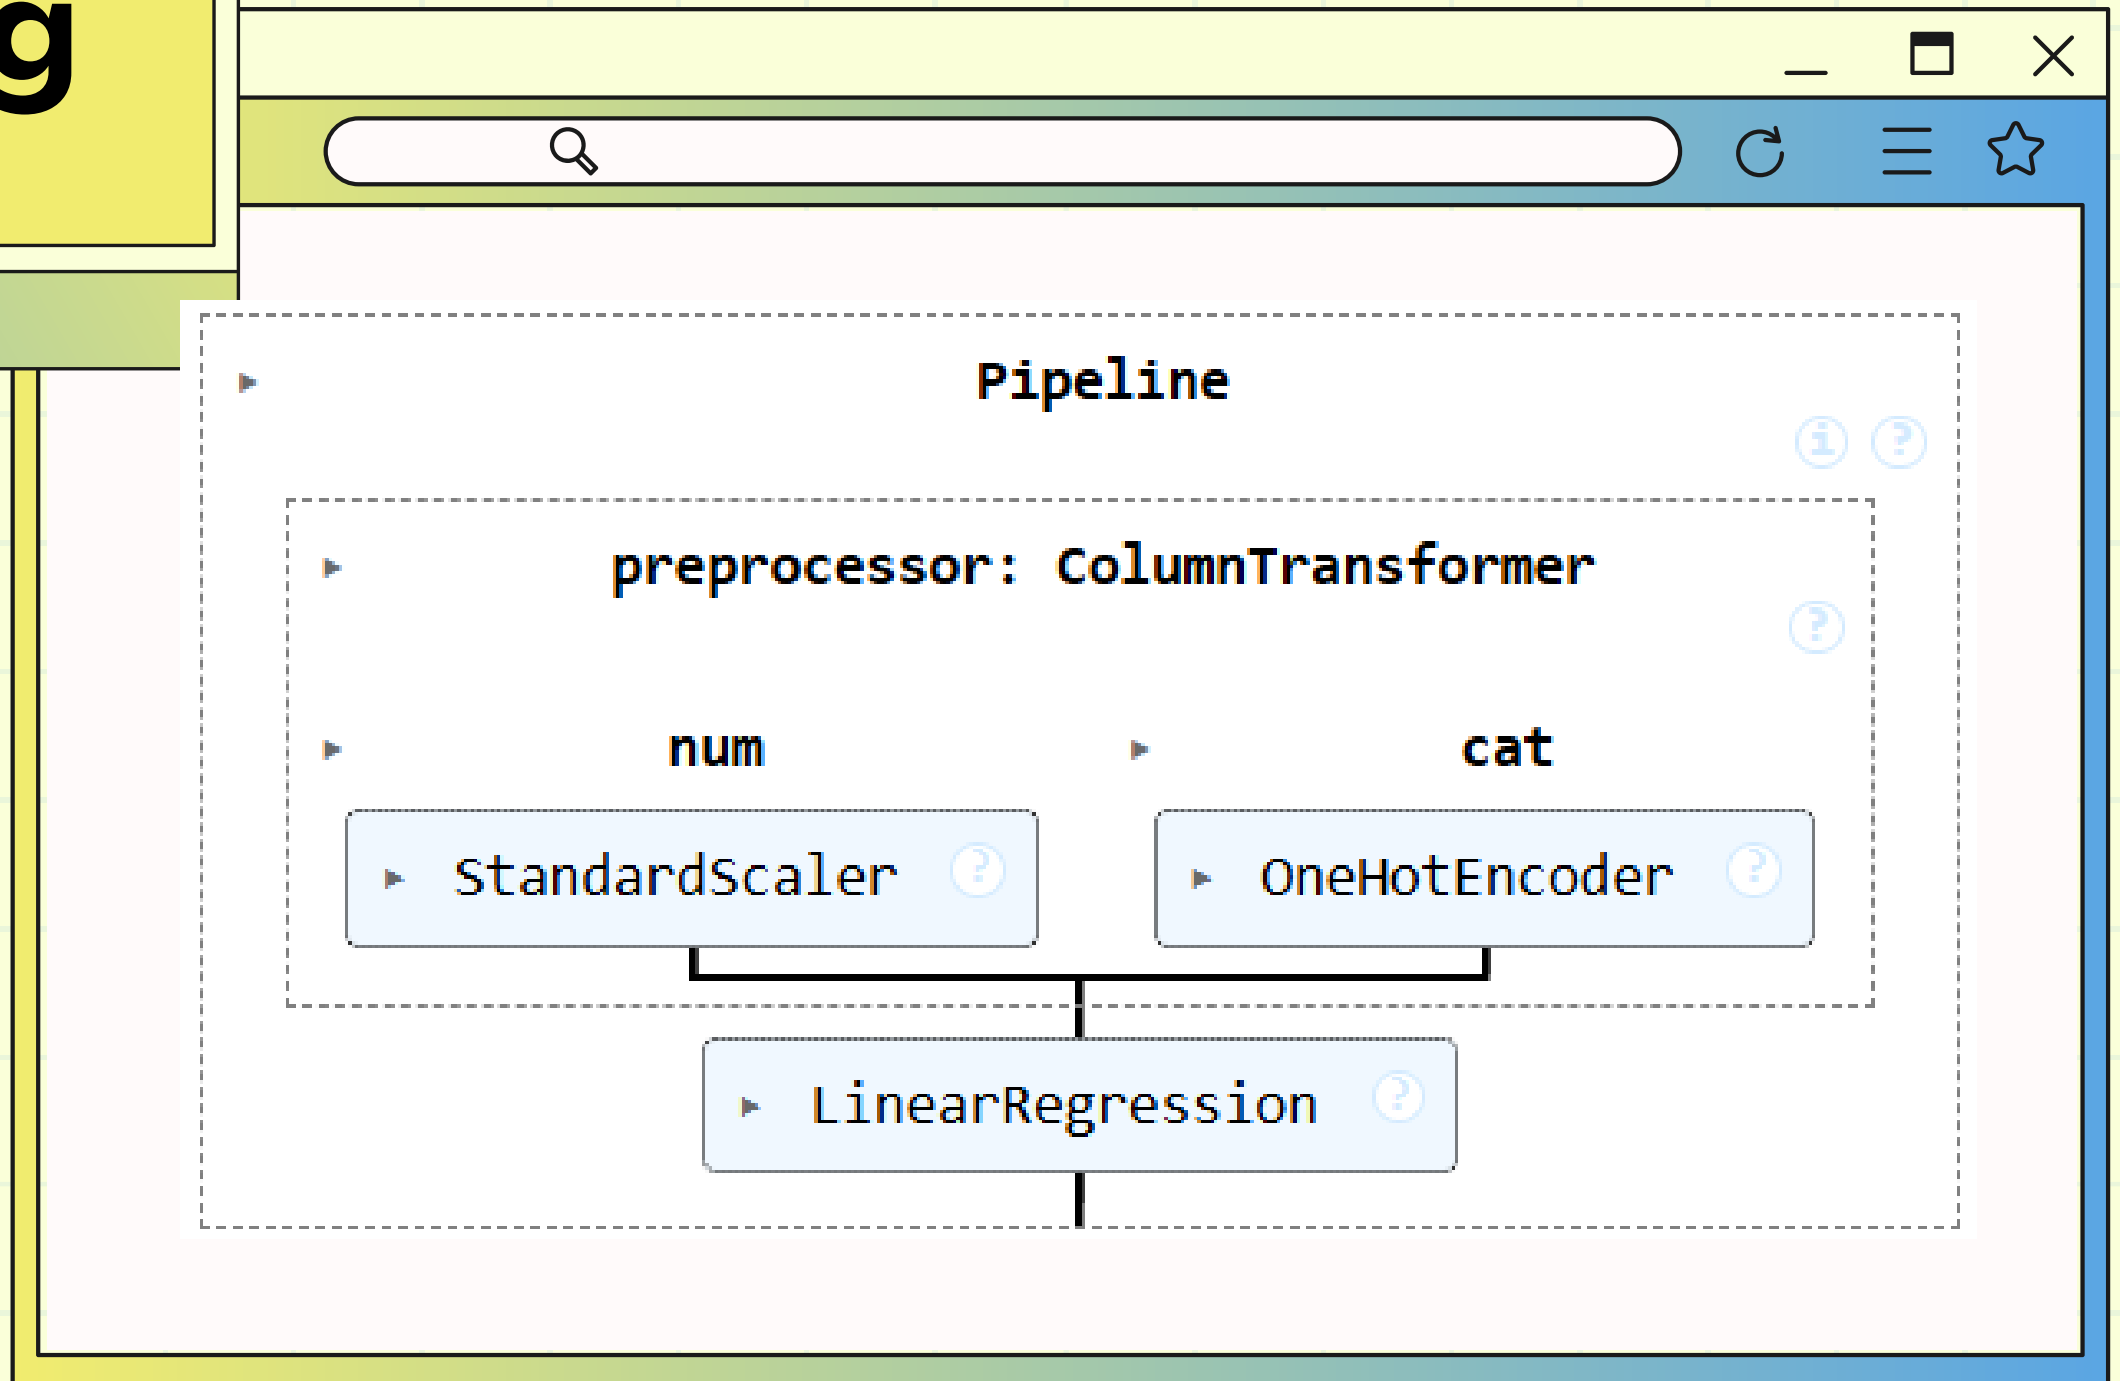 g
Pipeline
i ?
preprocessor: ColumnTransformer
?
num cat
StandardScaler ? OneHotEncoder ?
LinearRegression ?